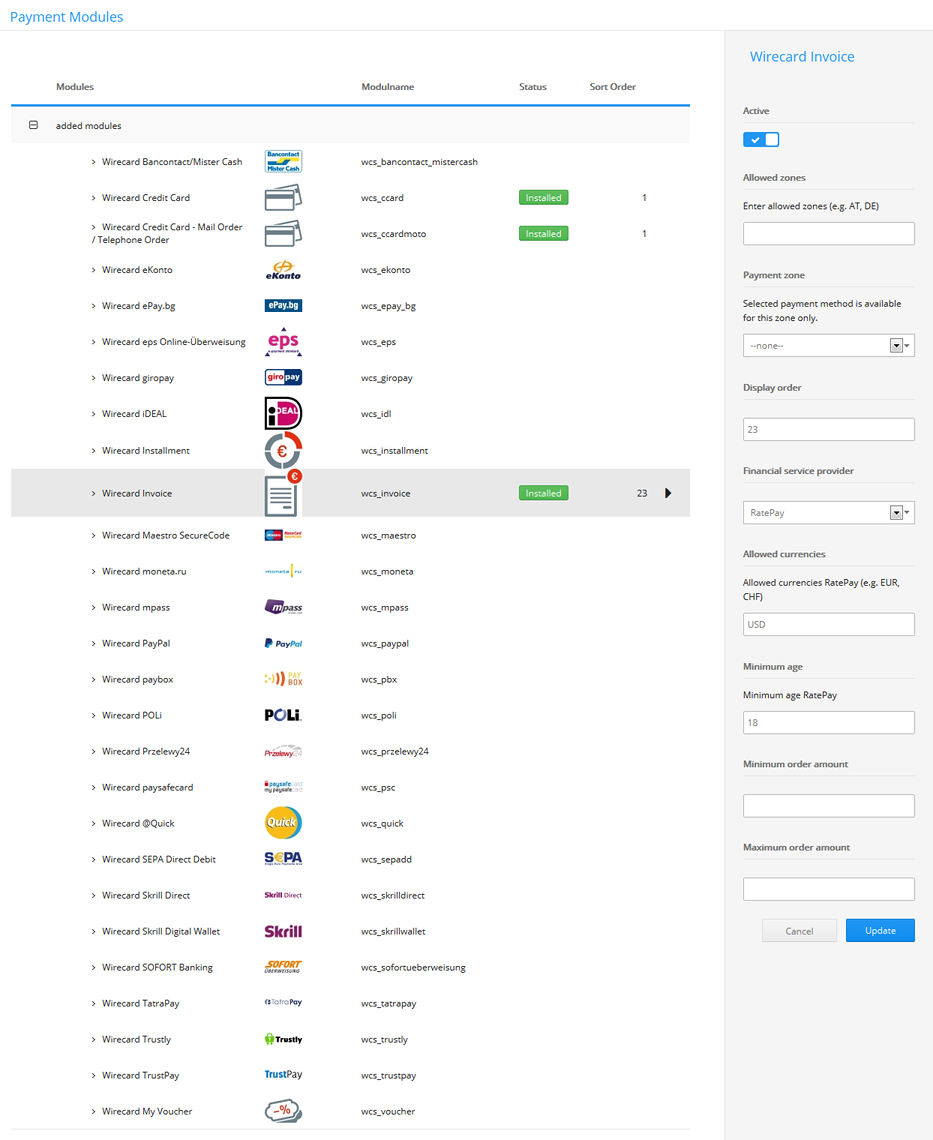 Payment Modules
Modules Modulname Status Sort Order
added modules
Wirecard Bancontact/Mister Cash Bancontact Mister Cash wcs_bancontact_mistercash
Wirecard Credit Card wcs_ccard Installed 1
Wirecard Credit Card - Mail Order
/ Telephone Order wcs_ccardmoto Installed 1
Wirecard eKonto eKonto wcs_ekonto
Wirecard ePay.bg ePay.bg wcs_epay_bg
Wirecard eps Online-Überweisung eps wcs_eps
Wirecard giropay giropay wcs_giropay
Wirecard iDEAL iDEAL wcs_idl
Wirecard Installment € wcs_installment
Wirecard Invoice € wcs_invoice Installed 23
Wirecard Maestro SecureCode wcs_maestro
Wirecard moneta.ru moneta ru wcs_moneta
Wirecard mpass mpass wcs_mpass
Wirecard PayPal PayPal wcs_paypal
Wirecard paybox PAY BOX wcs_pbx
Wirecard POLi POLi wcs_poli
Wirecard Przelewy24 Przelewy24 wcs_przelewy24
Wirecard paysafecard paysafecard my paysafecard wcs_psc
Wirecard @Quick Quick wcs_quick
Wirecard SEPA Direct Debit S€PA wcs_sepadd
Wirecard Skrill Direct Skrill Direct wcs_skrilldirect
Wirecard Skrill Digital Wallet Skrill wcs_skrillwallet
Wirecard SOFORT Banking SOFORT ÜBERWEISUNG wcs_sofortueberweisung
Wirecard TatraPay TatraPay wcs_tatrapay
Wirecard Trustly Trustly wcs_trustly
Wirecard TrustPay TrustPay wcs_trustpay
Wirecard My Voucher -% wcs_voucher
Wirecard Invoice
Active
Allowed zones
Enter allowed zones (e.g. AT, DE)
Payment zone
Selected payment method is available
for this zone only.
--none--
Display order
23
Financial service provider
RatePay
Allowed currencies
Allowed currencies RatePay (e.g. EUR,
CHF)
USD
Minimum age
Minimum age RatePay
18
Minimum order amount
Maximum order amount
Cancel Update